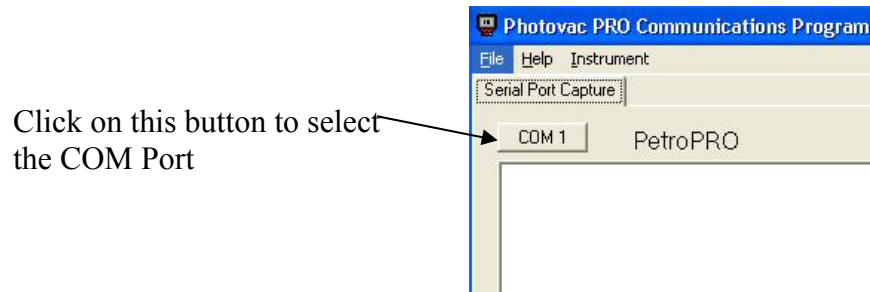 Photovac PRO Communications Program
File Help Instrument
Serial Port Capture
Click on this button to select
the COM Port
COM 1 PetroPRO